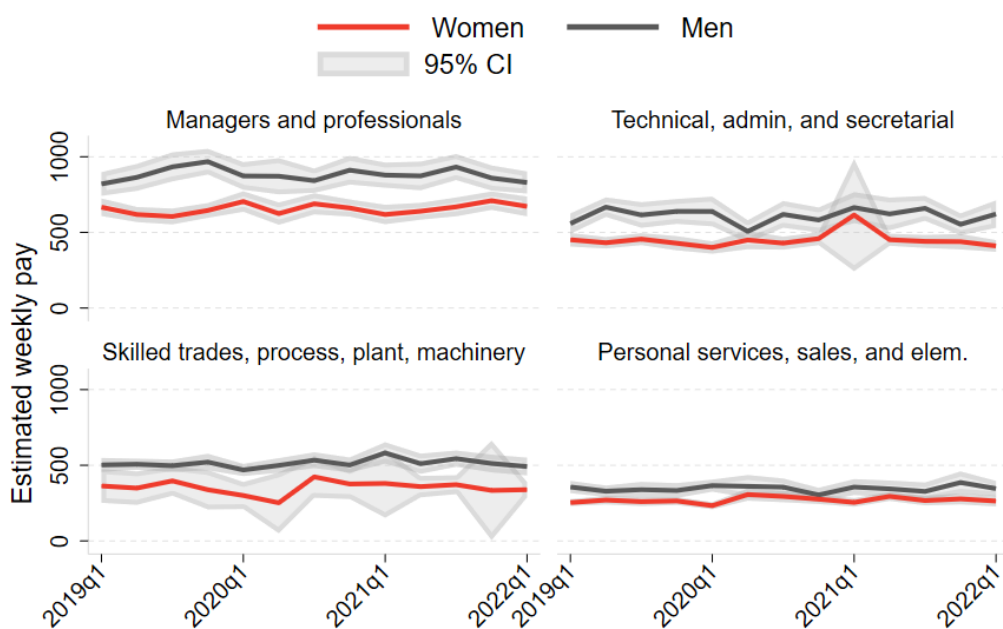 Women Men
95% CI
Managers and professionals
Technical, admin, and secretarial
Estimated weekly pay
1000
500
0
Skilled trades, process, plant, machinery
Personal services, sales, and elem.
1000
500
0
2019q1 2020q1 2021q1 2022q1
2019q1 2020q1 2021q1 2022q1